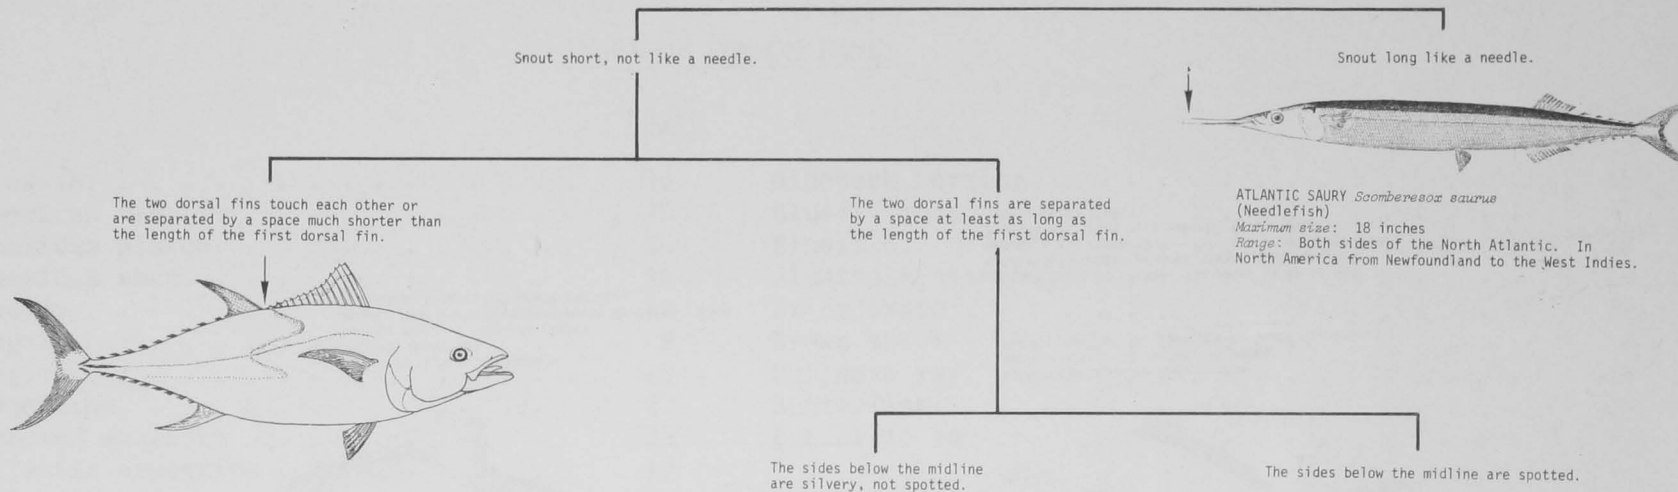 Snout short, not like a needle.
Snout long like a needle.
The two dorsal fins touch each other or
are separated by a space much shorter than
the length of the first dorsal fin.
The two dorsal fins are separated
by a space at least as long as
the length of the first dorsal fin.
ATLANTIC SAURY Scomberesox saurus
(Needlefish)
Maximum size: 18 inches
Range: Both sides of the North Atlantic. In
North America from Newfoundland to the West Indies.
The sides below the midline
are silvery, not spotted.
The sides below the midline are spotted.